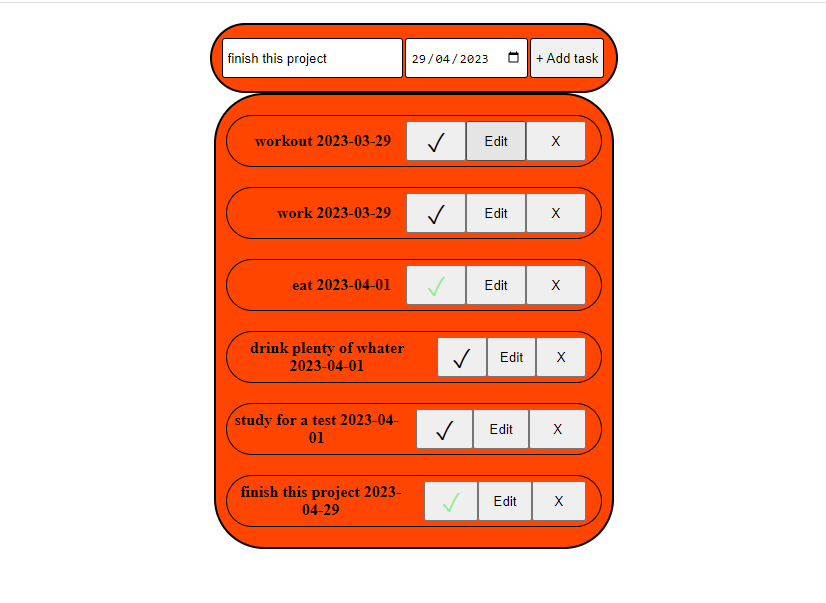 finish this project 29/04/2023 + Add task
workout 2023-03-29 ✓ Edit X
work 2023-03-29 ✓ Edit X
eat 2023-04-01 ✓ Edit X
drink plenty of whater
2023-04-01 ✓ Edit X
study for a test 2023-04-
01 ✓ Edit X
finish this project 2023-
04-29 ✓ Edit X